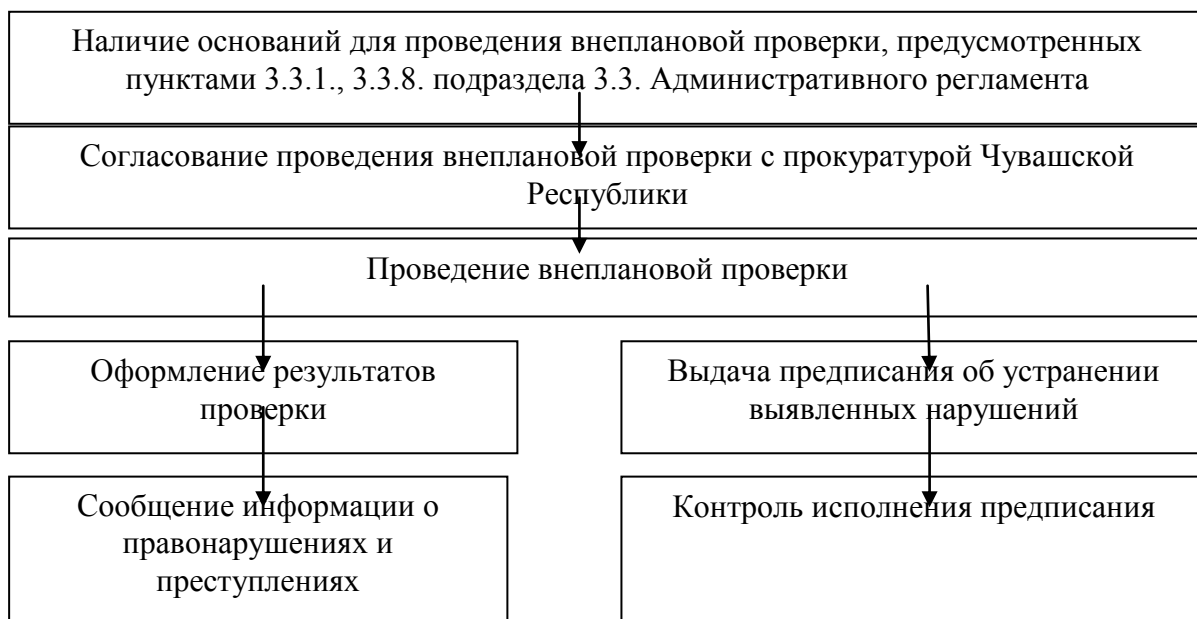 Наличие оснований для проведения внеплановой проверки, предусмотренных
пунктами 3.3.1., 3.3.8. подраздела 3.3. Административного регламента
Согласование проведения внеплановой проверки с прокуратурой Чувашской
Республики
Проведение внеплановой проверки
Оформление результатов
проверки
Выдача предписания об устранении
выявленных нарушений
Сообщение информации о
правонарушениях и
преступлениях
Контроль исполнения предписания